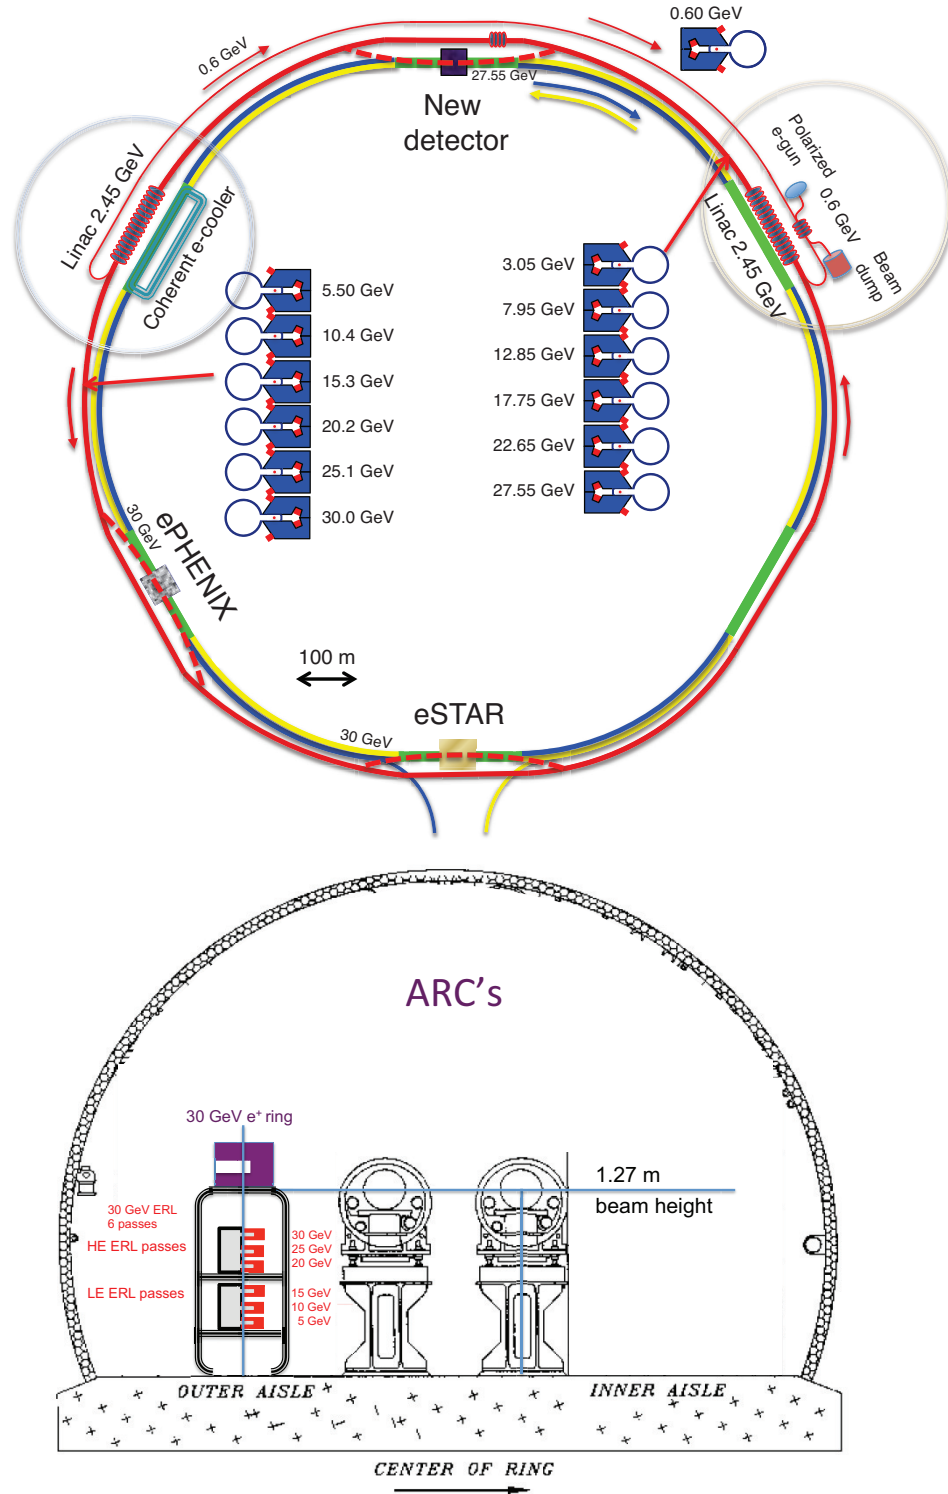 0.60 GeV
0.6 GeV
27.55 GeV
New
detector
Linac 2.45 GeV
Coherent e-cooler
Polarized
e-gun
0.6 GeV
Beam
dump
Linac 2.45 GeV
5.50 GeV
10.4 GeV
15.3 GeV
20.2 GeV
25.1 GeV
30.0 GeV
3.05 GeV
7.95 GeV
12.85 GeV
17.75 GeV
22.65 GeV
27.55 GeV
30 GeV
ePHENIX
100 m
eSTAR
30 GeV
ARC's
30 GeV e+ ring
1.27 m
beam height
30 GeV ERL
6 passes
HE ERL passes
30 GeV
25 GeV
20 GeV
LE ERL passes
15 GeV
10 GeV
5 GeV
OUTER AISLE
INNER AISLE
CENTER OF RING